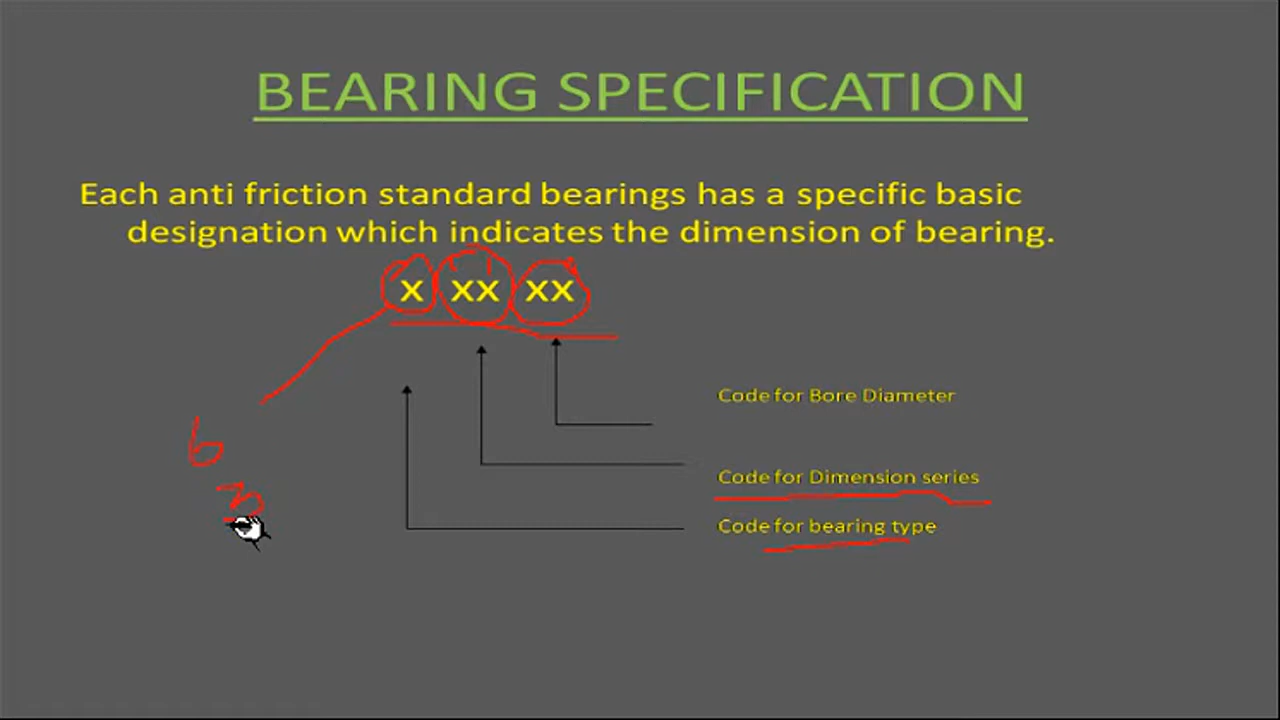 BEARING SPECIFICATION
Each anti friction standard bearings has a specific basic
designation which indicates the dimension of bearing.
x xx xx
Code for Bore Diameter
6
Code for Dimension series
3
Code for bearing type